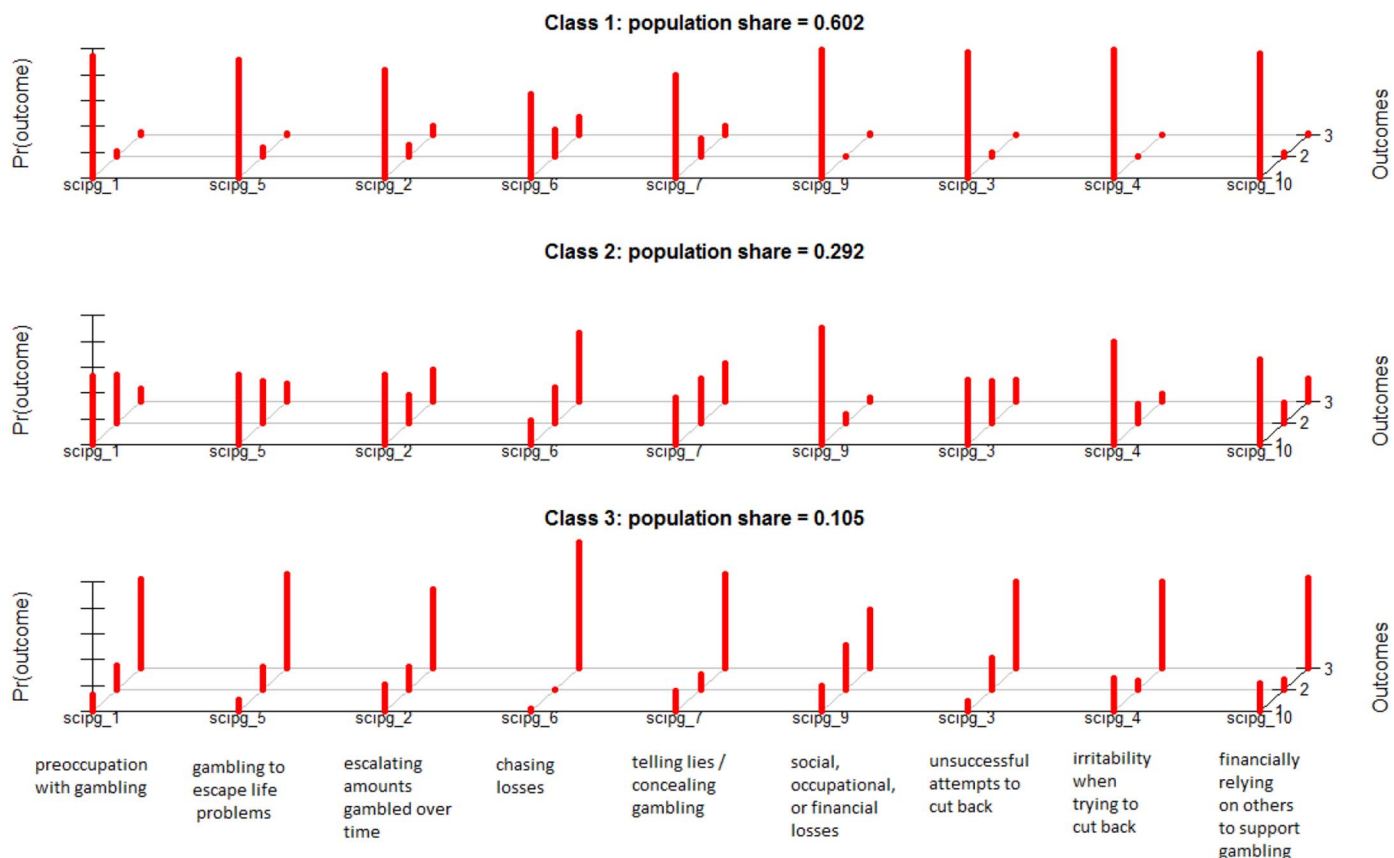 Class 1: population share = 0.602
Pr(outcome)
Outcomes
3
2
1
scipg_1 scipg_5 scipg_2 scipg_6 scipg_7 scipg_9 scipg_3 scipg_4 scipg_10
Class 2: population share = 0.292
Pr(outcome)
Outcomes
3
2
1
scipg_1 scipg_5 scipg_2 scipg_6 scipg_7 scipg_9 scipg_3 scipg_4 scipg_10
Class 3: population share = 0.105
Pr(outcome)
Outcomes
3
2
1
scipg_1 scipg_5 scipg_2 scipg_6 scipg_7 scipg_9 scipg_3 scipg_4 scipg_10
preoccupation
with gambling
gambling to
escape life
problems
escalating
amounts
gambled over
time
chasing
losses
telling lies /
concealing
gambling
social,
occupational,
or financial
losses
unsuccessful
attempts to
cut back
irritability
when
trying to
cut back
financially
relying
on others
to support
gambling